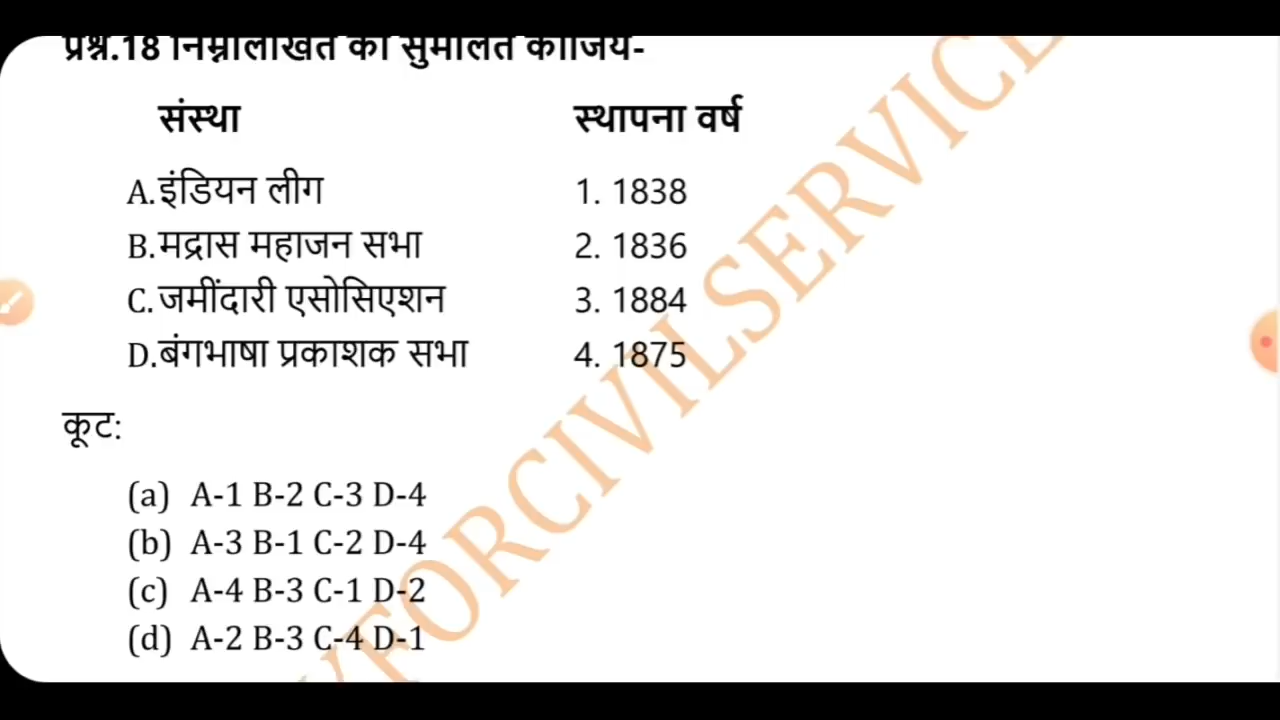 प्रश्न.18 निम्नलिखित को सुमेलित कीजिये-
संस्था स्थापना वर्ष
A.इंडियन लीग 1. 1838
B.मद्रास महाजन सभा 2. 1836
C.जमींदारी एसोसिएशन 3. 1884
D.बंगभाषा प्रकाशक सभा 4. 1875
कूट:
(a) A-1 B-2 C-3 D-4
(b) A-3 B-1 C-2 D-4
(c) A-4 B-3 C-1 D-2
(d) A-2 B-3 C-4 D-1
YFORCIVILSERVICE